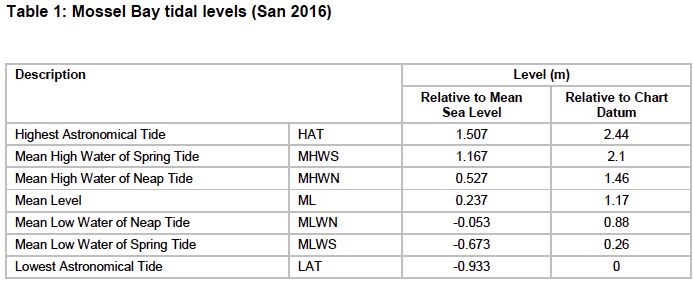 Table 1: Mossel Bay tidal levels (San 2016)
Description Level (m)
Relative to Mean Sea Level Relative to Chart Datum
Highest Astronomical Tide HAT 1.507 2.44
Mean High Water of Spring Tide MHWS 1.167 2.1
Mean High Water of Neap Tide MHWN 0.527 1.46
Mean Level ML 0.237 1.17
Mean Low Water of Neap Tide MLWN -0.053 0.88
Mean Low Water of Spring Tide MLWS -0.673 0.26
Lowest Astronomical Tide LAT -0.933 0